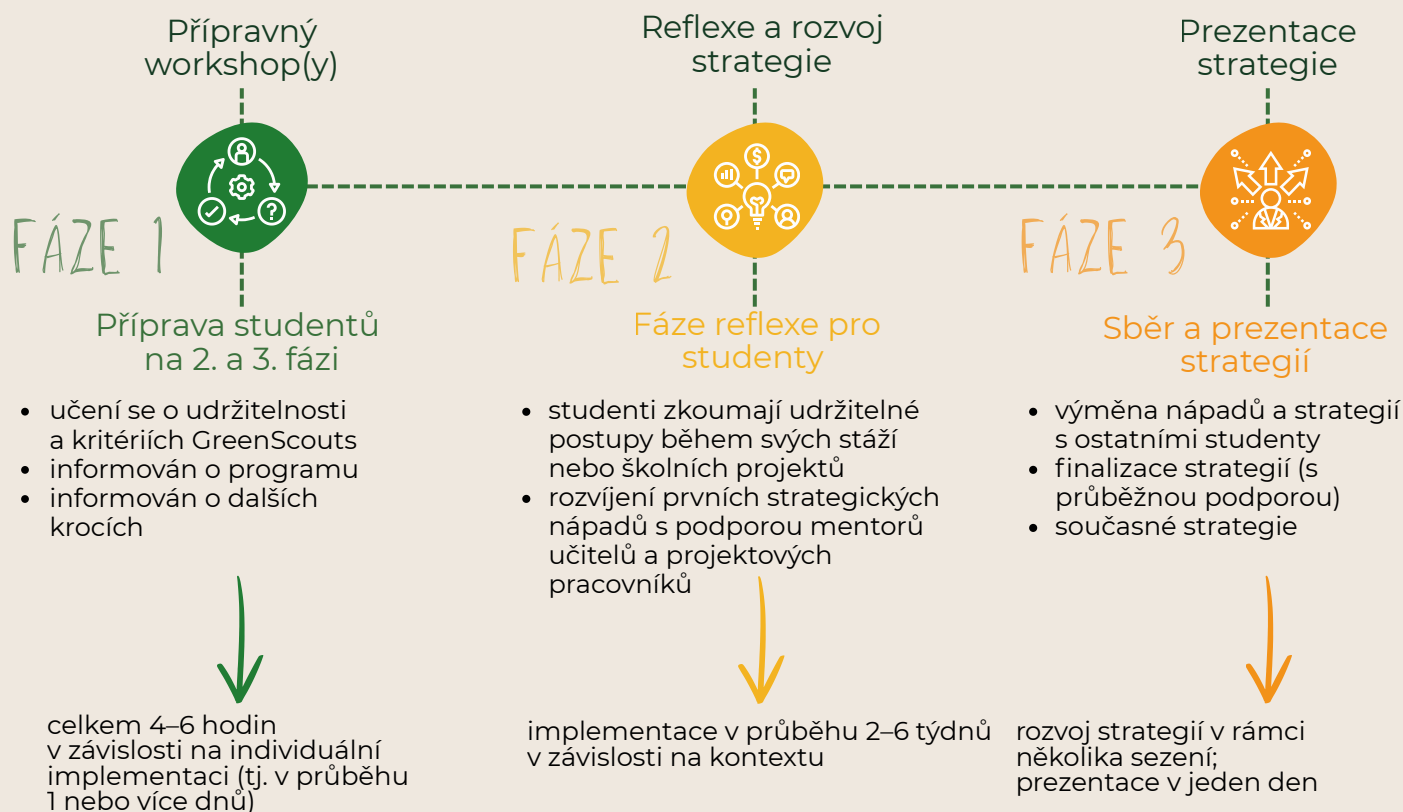 Přípravný
workshop(y)
FÁZE 1
Příprava studentů
na 2. a 3. fázi
• učení se o udržitelnosti
a kritériích GreenScouts
• informován o programu
• informován o dalších
krocích
celkem 4–6 hodin
v závislosti na individuální
implementaci (tj. v průběhu
1 nebo více dnů)
Reflexe a rozvoj
strategie
FÁZE 2
Fáze reflexe pro
studenty
• studenti zkoumají udržitelné
postupy během svých stáží
nebo školních projektů
• rozvíjení prvních strategických
nápadů s podporou mentorů
učitelů a projektových
pracovníků
implementace v průběhu 2–6 týdnů
v závislosti na kontextu
Prezentace
strategie
FÁZE 3
Sběr a prezentace
strategií
• výměna nápadů a strategií
s ostatními studenty
• finalizace strategií (s
průběžnou podporou)
• současné strategie
rozvoj strategií v rámci
několika sezení;
prezentace v jeden den